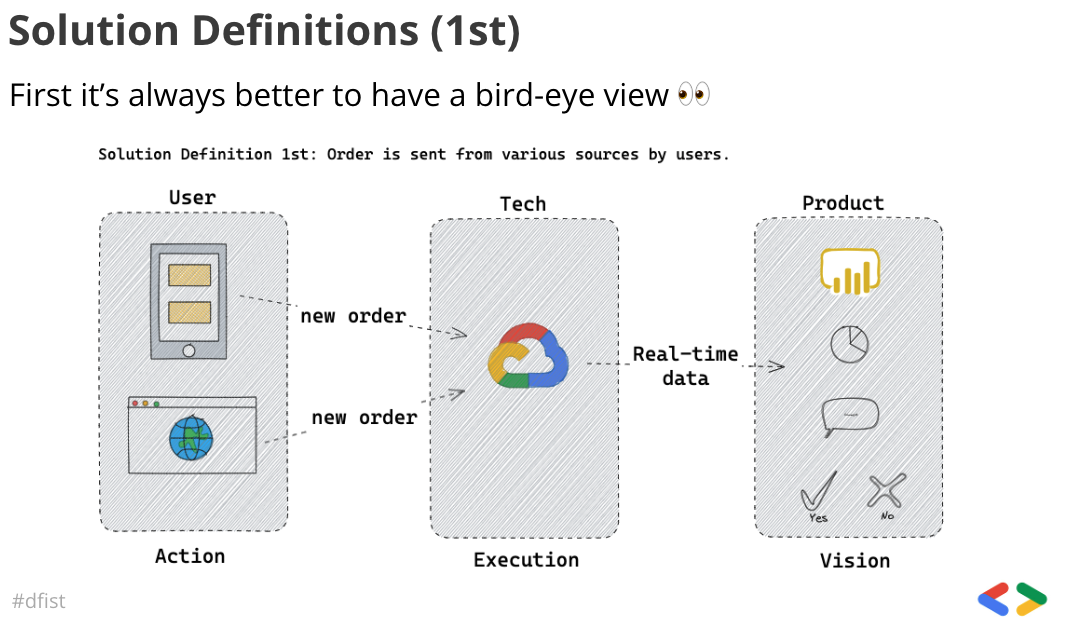 Solution Definitions (1st)
First it’s always better to have a bird-eye view 👀
Solution Definition 1st: Order is sent from various sources by users.
User
Tech
Product
new order
new order
Real-time
data
Yes
No
Action
Execution
Vision
#dfist